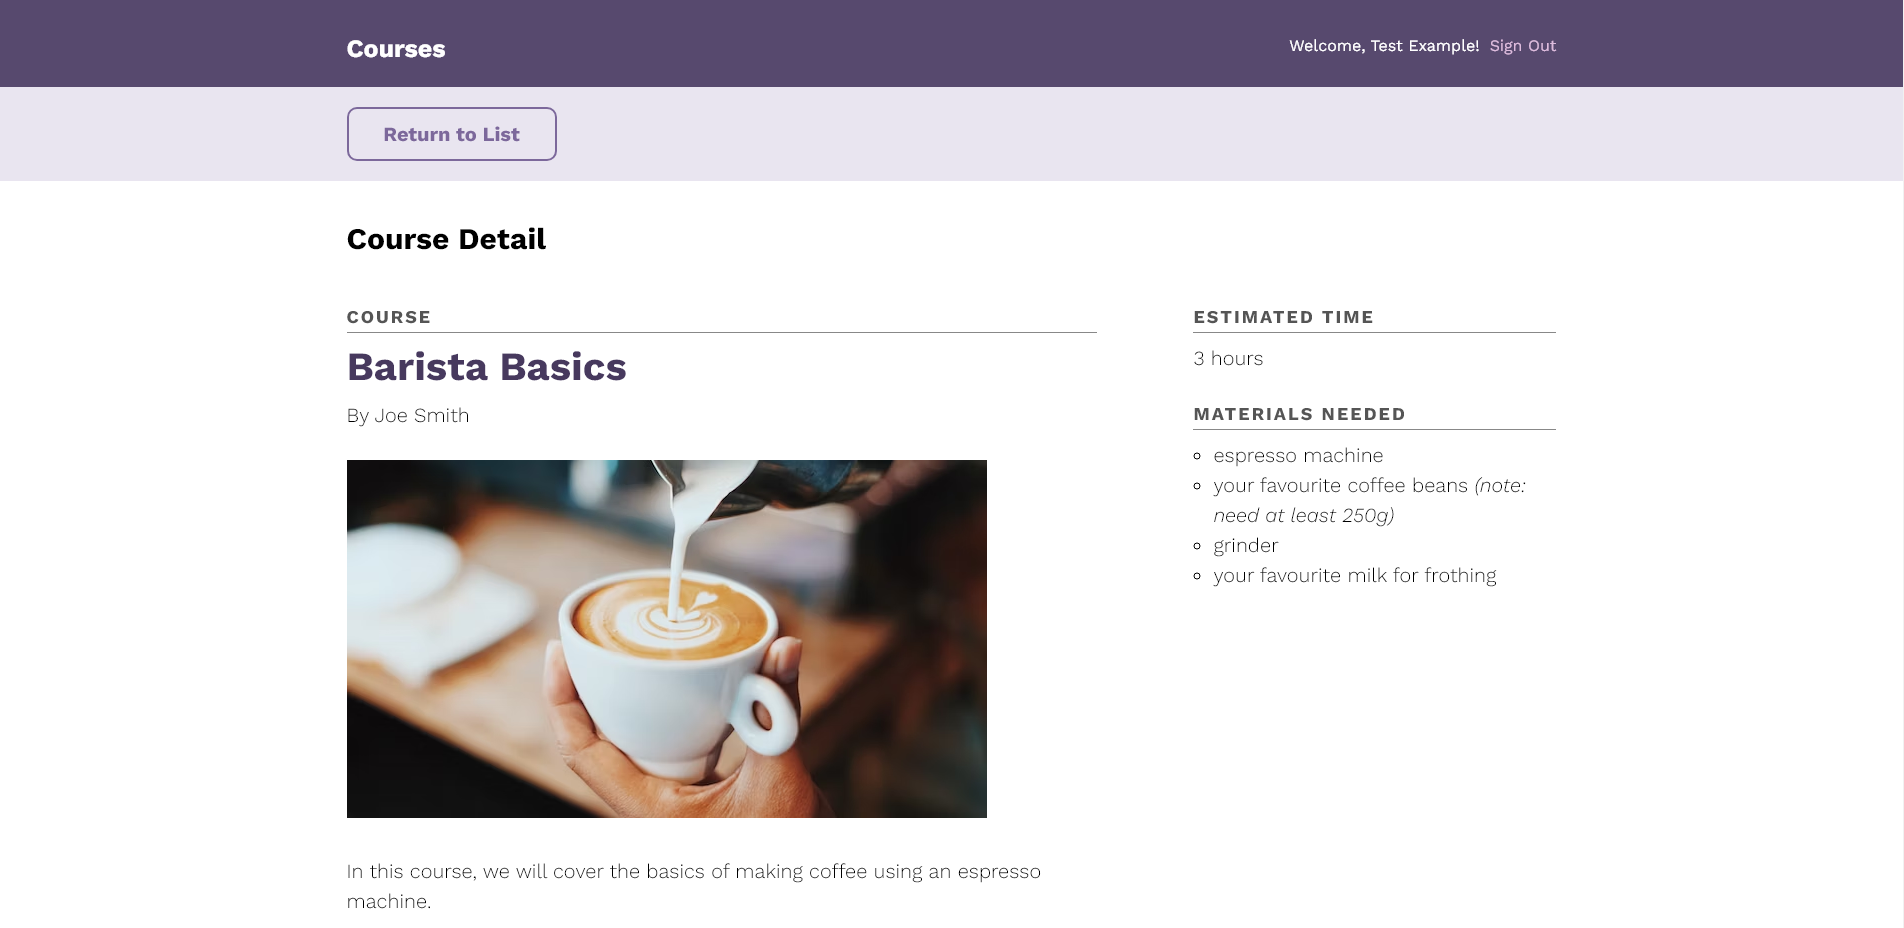 Courses
Welcome, Test Example! Sign Out
Return to List
Course Detail
COURSE
Barista Basics
By Joe Smith
In this course, we will cover the basics of making coffee using an espresso
machine.
ESTIMATED TIME
3 hours
MATERIALS NEEDED
espresso machine
your favourite coffee beans (note:
need at least 250g)
grinder
your favourite milk for frothing